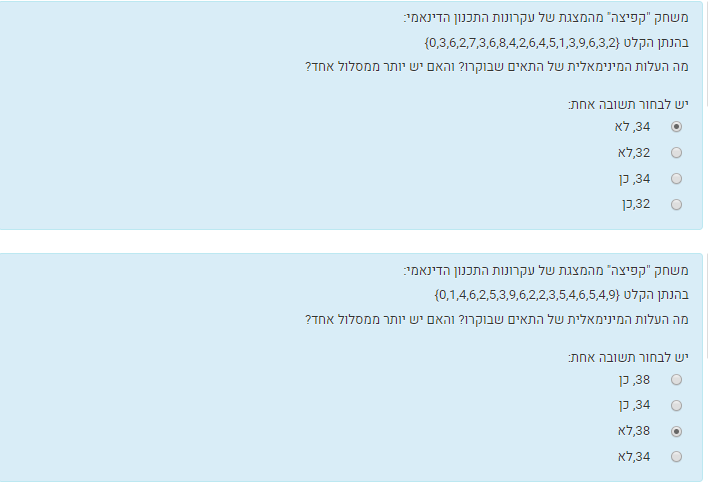 משחק "קפיצה" מהמצגת של עקרונות התכנון הדינאמי:
בהנתן הקלט {0,3,6,2,7,3,6,8,4,2,6,4,5,1,3,9,6,3,2}
מה העלות המינימאלית של התאים שבוקרו? והאם יש יותר ממסלול אחד?
יש לבחור תשובה אחת:
34, לא
32,לא
34, כן
32,כן
משחק "קפיצה" מהמצגת של עקרונות התכנון הדינאמי:
בהנתן הקלט {0,1,4,6,2,5,3,9,6,2,2,3,5,4,6,5,4,9}
מה העלות המינימאלית של התאים שבוקרו? והאם יש יותר ממסלול אחד?
יש לבחור תשובה אחת:
38, כן
34, כן
38,לא
34,לא